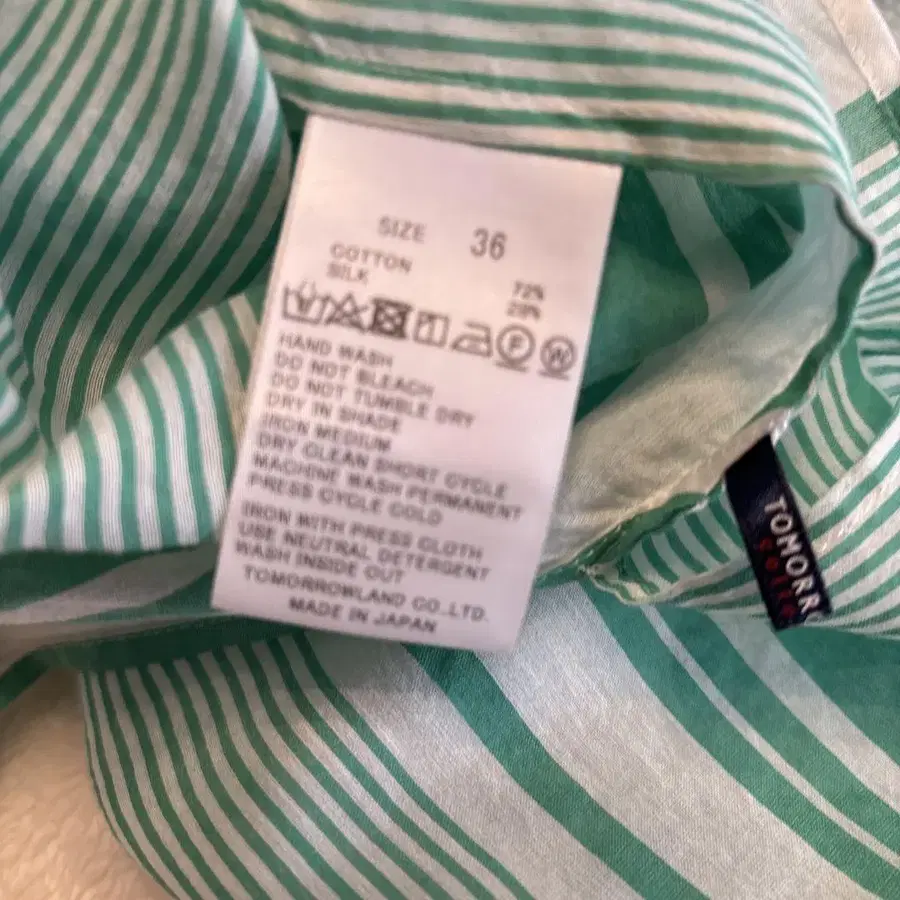 SIZE 36
COTTON 72%
SILK 28%
F W
HAND WASH
DO NOT BLEACH
DO NOT TUMBLE DRY
DRY IN SHADE
IRON MEDIUM
DRY CLEAN SHORT CYCLE
MACHINE WASH PERMANENT
PRESS CYCLE COLD
IRON WITH PRESS CLOTH
USE NEUTRAL DETERGENT
WASH INSIDE OUT
TOMORROWLAND CO.,LTD.
MADE IN JAPAN
TOMORR
colle